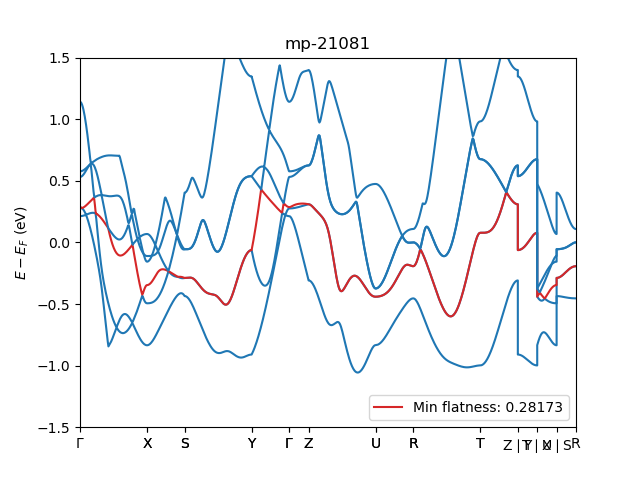 mp-21081
1.5
1.0
0.5
0.0
−0.5
−1.0
−1.5
E − E_F (eV)
Min flatness: 0.28173
Γ X S Y Γ Z U R T Z | Y | X | S R